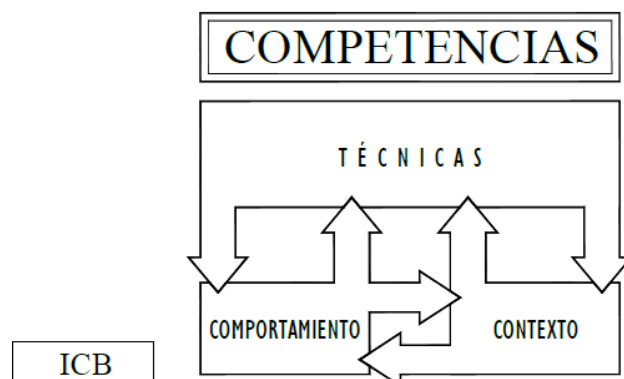 COMPETENCIAS
TÉCNICAS
COMPORTAMIENTO
CONTEXTO
ICB